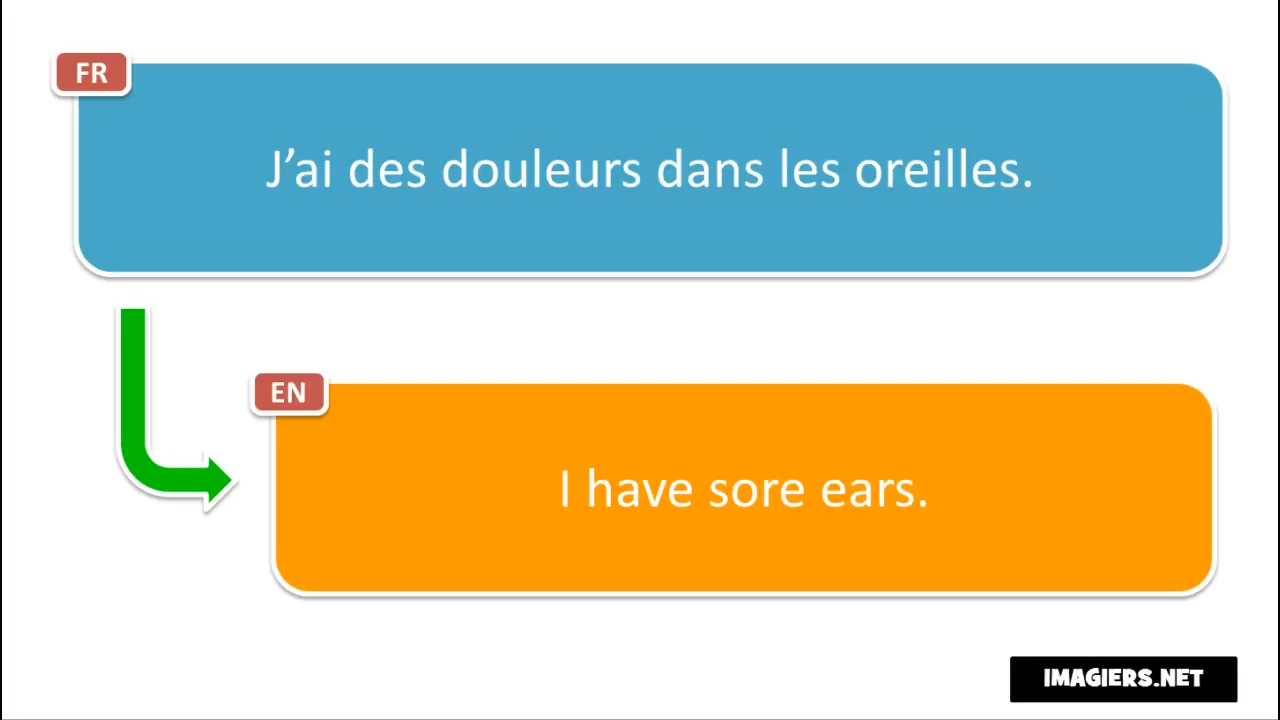 FR
J’ai des douleurs dans les oreilles.
EN
I have sore ears.
IMAGIERS.NET